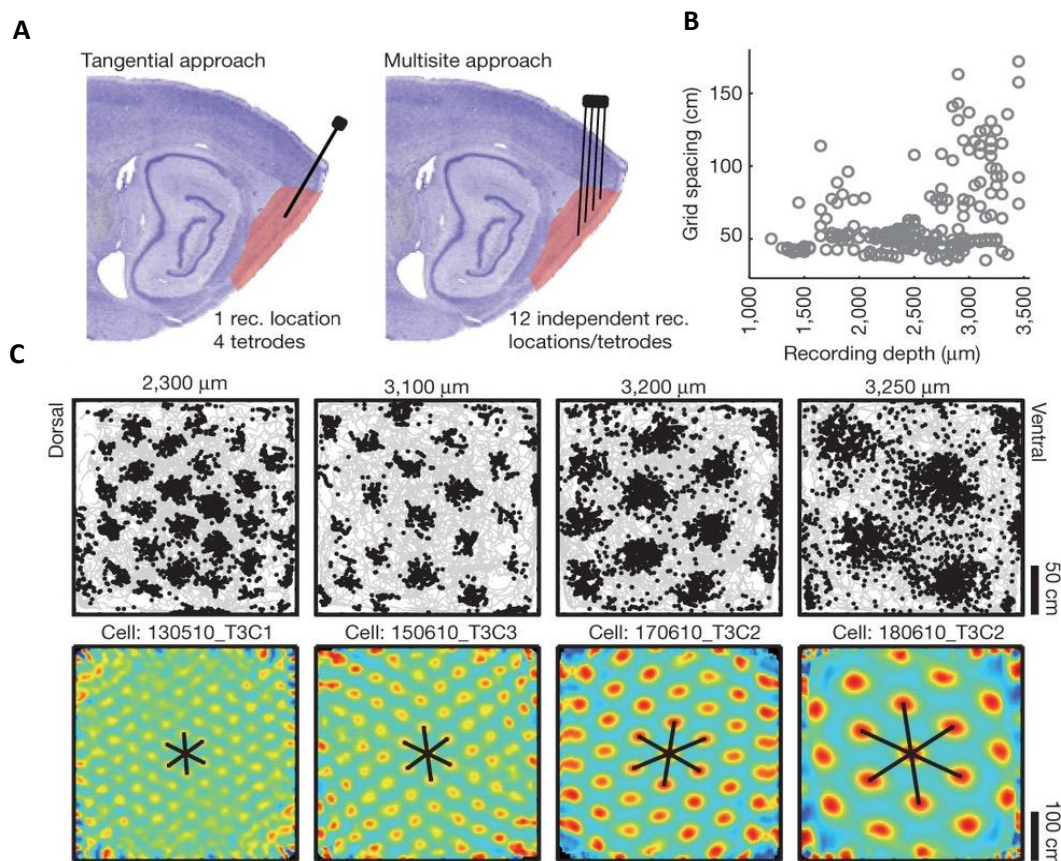 A
B
Tangential approach
Multisite approach
1 rec. location
4 tetrodes
12 independent rec.
locations/tetrodes
Grid spacing (cm)
150
100
50
1,000
1,500
2,000
2,500
3,000
3,500
Recording depth (μm)
C
2,300 μm
3,100 μm
3,200 μm
3,250 μm
Dorsal
Ventral
50 cm
Cell: 130510_T3C1
Cell: 150610_T3C3
Cell: 170610_T3C2
Cell: 180610_T3C2
100 cm